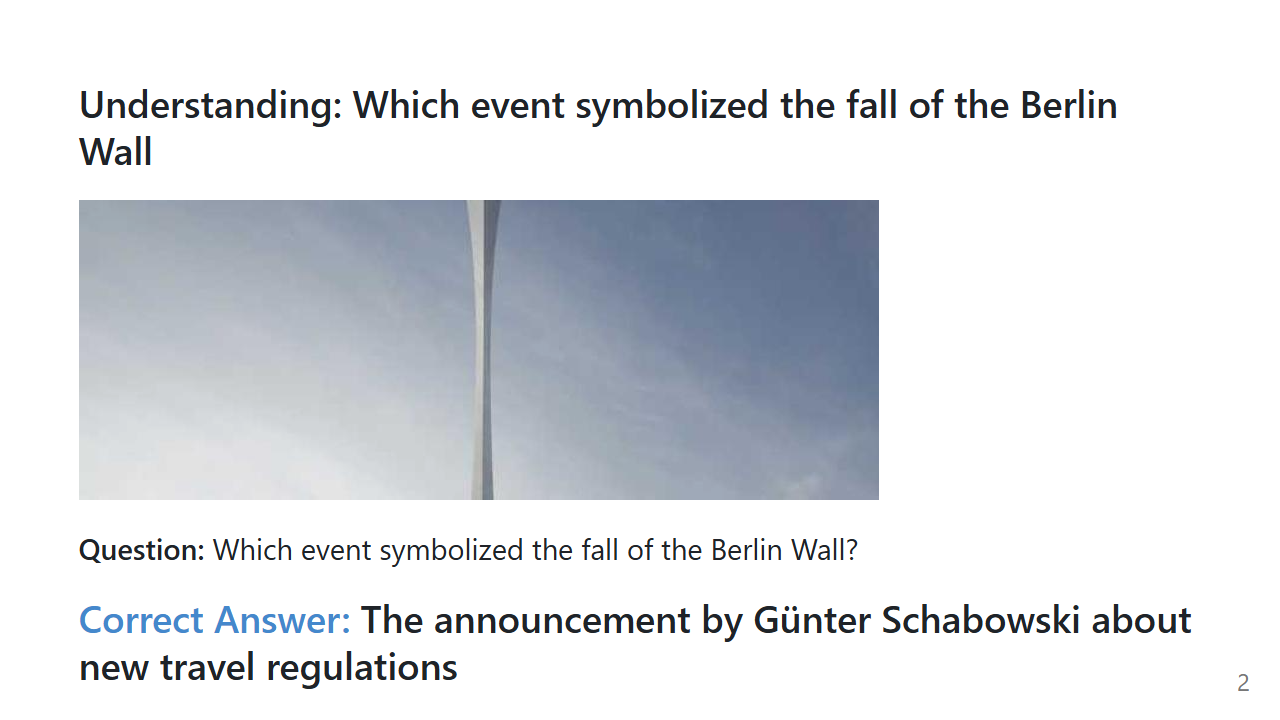 Understanding: Which event symbolized the fall of the Berlin
Wall
Question: Which event symbolized the fall of the Berlin Wall?
Correct Answer: The announcement by Günter Schabowski about
new travel regulations
2